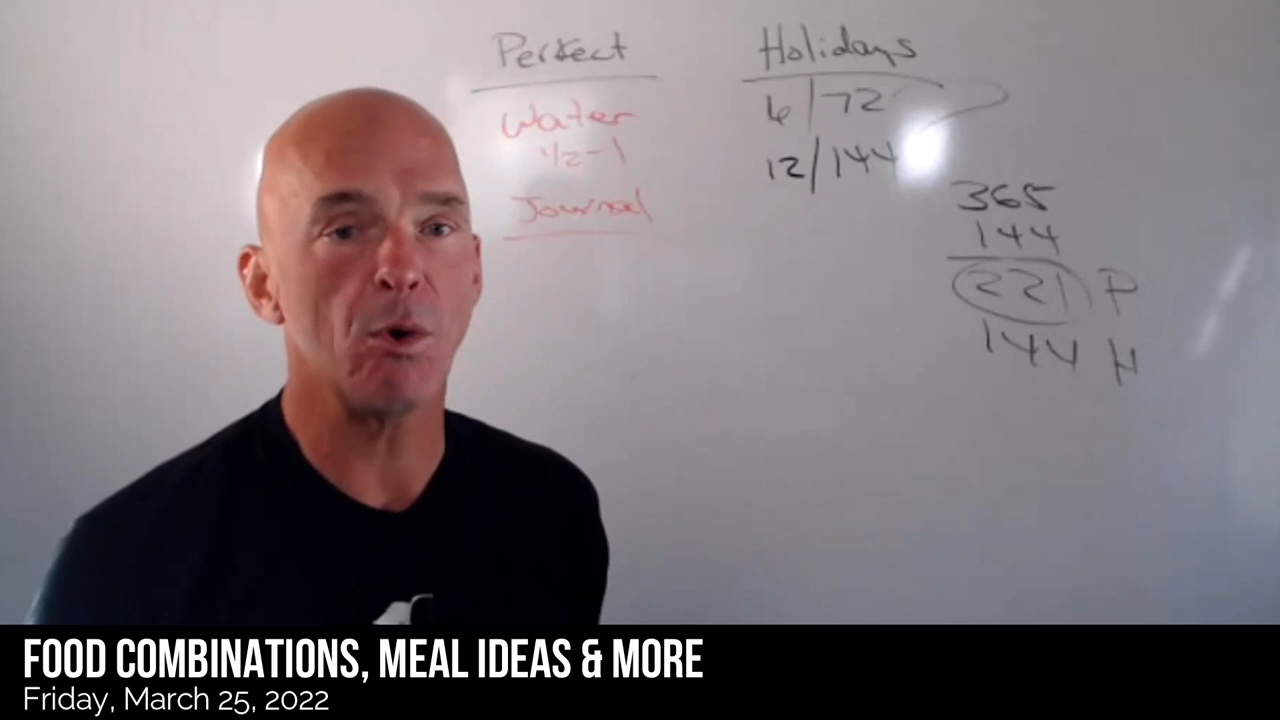 Perfect
Water
1/2-1
Journal
Holidays
6/72
12/144
365
144
221 P
144 H
FOOD COMBINATIONS, MEAL IDEAS & MORE
Friday, March 25, 2022